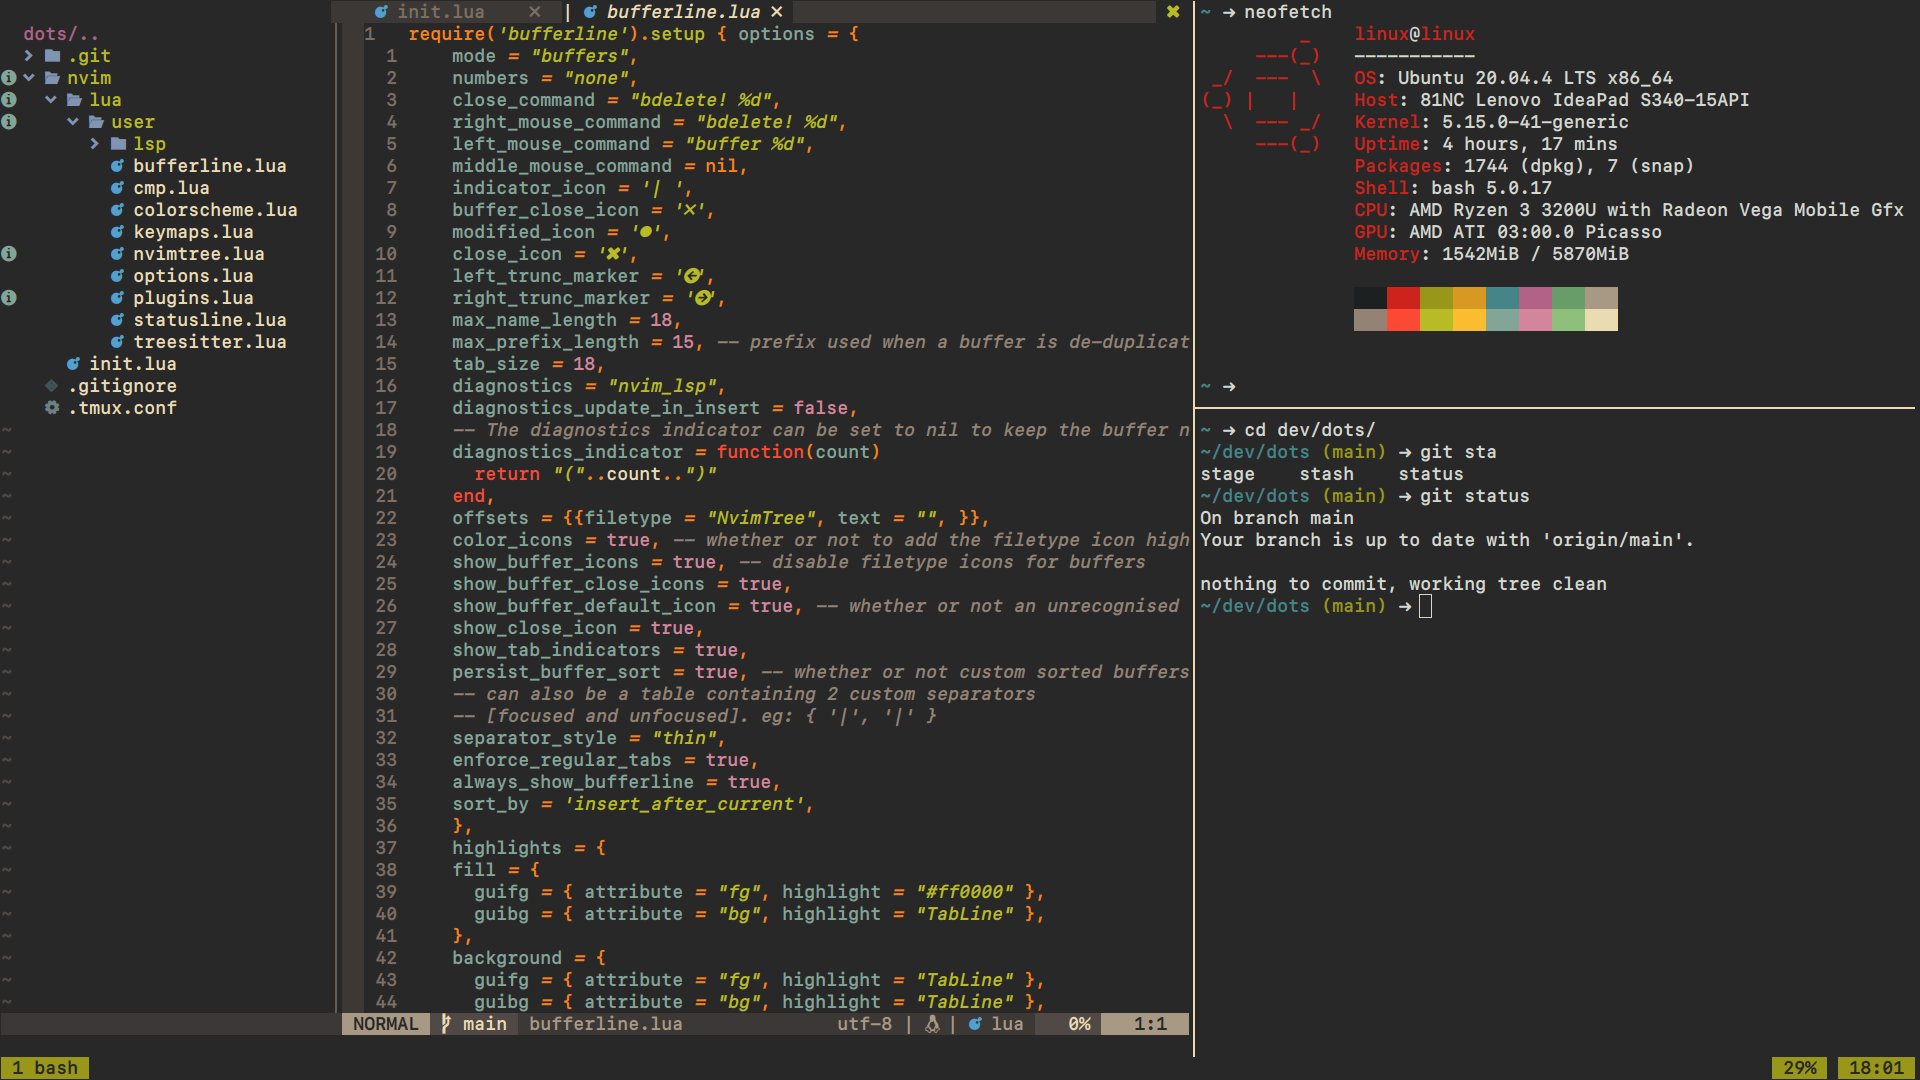 dots/..
.git
nvim
lua
user
lsp
bufferline.lua
cmp.lua
colorscheme.lua
keymaps.lua
nvimtree.lua
options.lua
plugins.lua
statusline.lua
treesitter.lua
init.lua
.gitignore
.tmux.conf
init.lua ✕ | bufferline.lua ✕ ✖
1 require('bufferline').setup { options = {
1 mode = "buffers",
2 numbers = "none",
3 close_command = "bdelete! %d",
4 right_mouse_command = "bdelete! %d",
5 left_mouse_command = "buffer %d",
6 middle_mouse_command = nil,
7 indicator_icon = '| ',
8 buffer_close_icon = '✕',
9 modified_icon = '●',
10 close_icon = '✖',
11 left_trunc_marker = '',
12 right_trunc_marker = '',
13 max_name_length = 18,
14 max_prefix_length = 15, -- prefix used when a buffer is de-duplicat
15 tab_size = 18,
16 diagnostics = "nvim_lsp",
17 diagnostics_update_in_insert = false,
18 -- The diagnostics indicator can be set to nil to keep the buffer n
19 diagnostics_indicator = function(count)
20 return "("..count..")"
21 end,
22 offsets = {{filetype = "NvimTree", text = "", }},
23 color_icons = true, -- whether or not to add the filetype icon high
24 show_buffer_icons = true, -- disable filetype icons for buffers
25 show_buffer_close_icons = true,
26 show_buffer_default_icon = true, -- whether or not an unrecognised
27 show_close_icon = true,
28 show_tab_indicators = true,
29 persist_buffer_sort = true, -- whether or not custom sorted buffers
30 -- can also be a table containing 2 custom separators
31 -- [focused and unfocused]. eg: { '|', '|' }
32 separator_style = "thin",
33 enforce_regular_tabs = true,
34 always_show_bufferline = true,
35 sort_by = 'insert_after_current',
36 },
37 highlights = {
38 fill = {
39 guifg = { attribute = "fg", highlight = "#ff0000" },
40 guibg = { attribute = "bg", highlight = "TabLine" },
41 },
42 background = {
43 guifg = { attribute = "fg", highlight = "TabLine" },
44 guibg = { attribute = "bg", highlight = "TabLine" },
NORMAL main bufferline.lua utf-8 | | lua 0% 1:1
~ ➜ neofetch
linux@linux
-----------
OS: Ubuntu 20.04.4 LTS x86_64
Host: 81NC Lenovo IdeaPad S340-15API
Kernel: 5.15.0-41-generic
Uptime: 4 hours, 17 mins
Packages: 1744 (dpkg), 7 (snap)
Shell: bash 5.0.17
CPU: AMD Ryzen 3 3200U with Radeon Vega Mobile Gfx
GPU: AMD ATI 03:00.0 Picasso
Memory: 1542MiB / 5870MiB
~ ➜
~ ➜ cd dev/dots/
~/dev/dots (main) ➜ git sta
stage stash status
~/dev/dots (main) ➜ git status
On branch main
Your branch is up to date with 'origin/main'.
nothing to commit, working tree clean
~/dev/dots (main) ➜
1 bash 29% 18:01